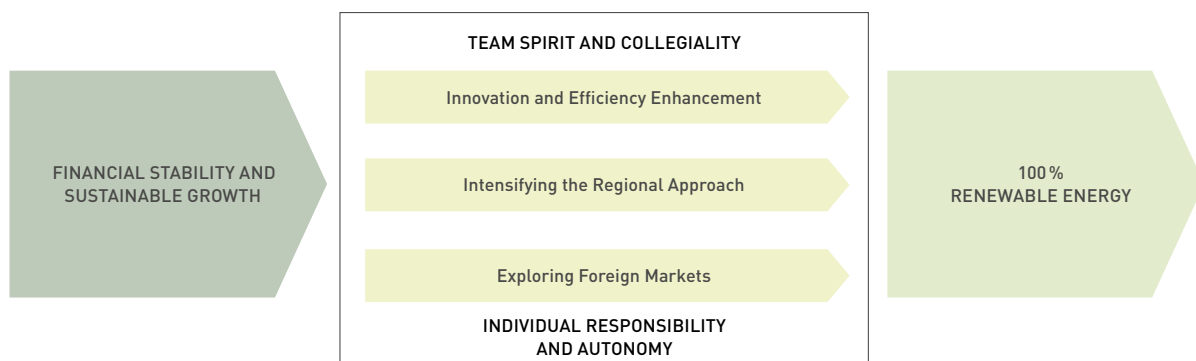 TEAM SPIRIT AND COLLEGIALITY
Innovation and Efficiency Enhancement
FINANCIAL STABILITY AND
SUSTAINABLE GROWTH
Intensifying the Regional Approach
100 %
RENEWABLE ENERGY
Exploring Foreign Markets
INDIVIDUAL RESPONSIBILITY
AND AUTONOMY